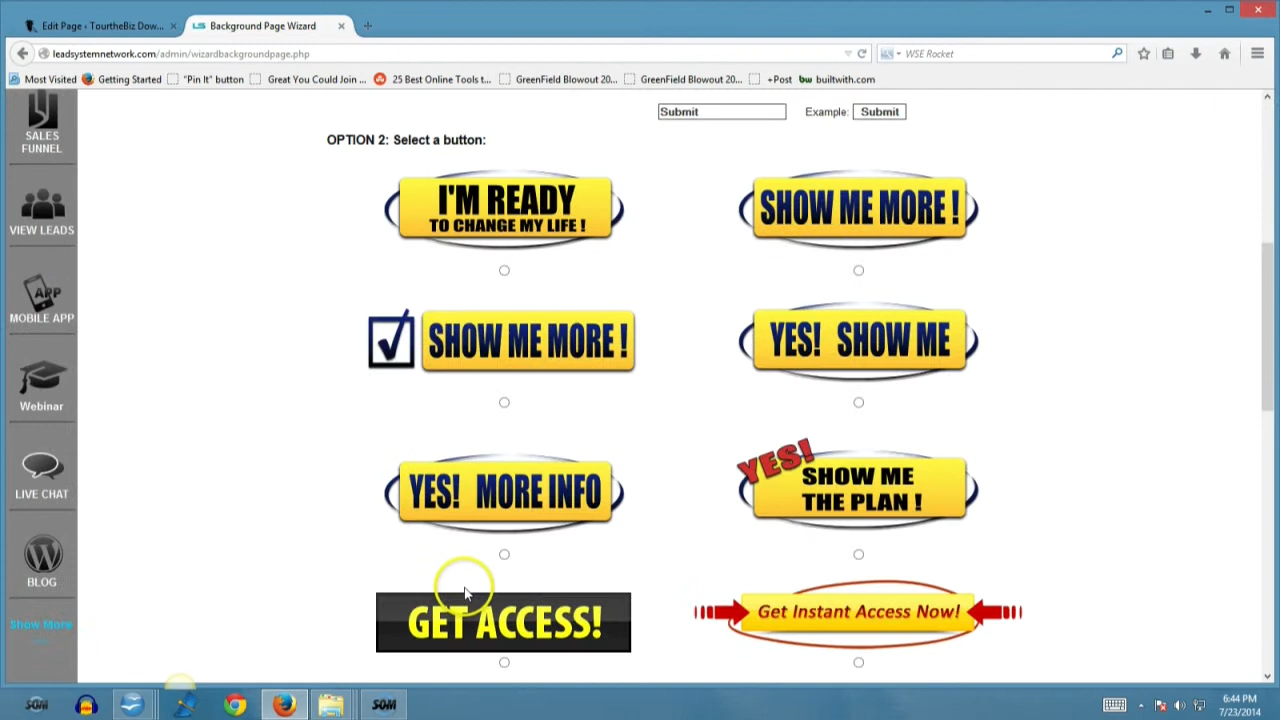 Edit Page - TourtheBiz Dow...
Background Page Wizard
leadsystemnetwork.com/admin/wizardbackgroundpage.php
WSE Rocket
Most Visited
Getting Started
"Pin It" button
Great You Could Join ...
25 Best Online Tools t...
GreenField Blowout 20...
GreenField Blowout 20...
+Post
bw builtwith.com
SALES
FUNNEL
VIEW LEADS
APP
MOBILE APP
Webinar
LIVE CHAT
BLOG
Show More
Submit
Example: Submit
OPTION 2: Select a button:
I'M READY
TO CHANGE MY LIFE !
SHOW ME MORE !
SHOW ME MORE !
YES! SHOW ME
YES! MORE INFO
YES!
SHOW ME
THE PLAN !
GET ACCESS!
Get Instant Access Now!
SOM
SOM
6:44 PM
7/23/2014